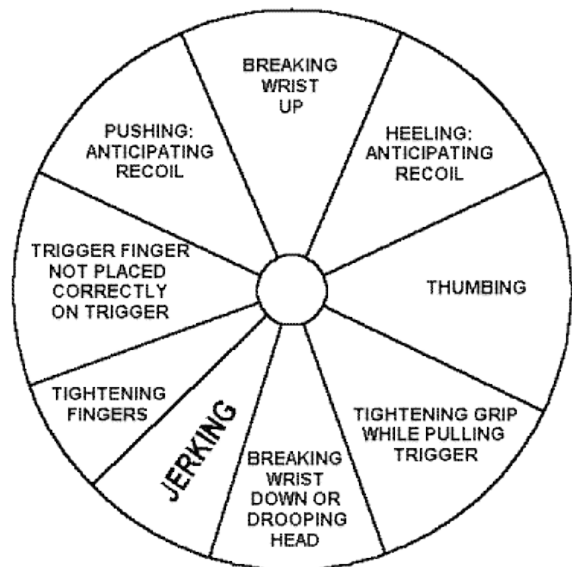 BREAKING
WRIST
UP
HEELING:
ANTICIPATING
RECOIL
THUMBING
TIGHTENING GRIP
WHILE PULLING
TRIGGER
BREAKING
WRIST
DOWN OR
DROOPING
HEAD
JERKING
TIGHTENING
FINGERS
TRIGGER FINGER
NOT PLACED
CORRECTLY
ON TRIGGER
PUSHING:
ANTICIPATING
RECOIL